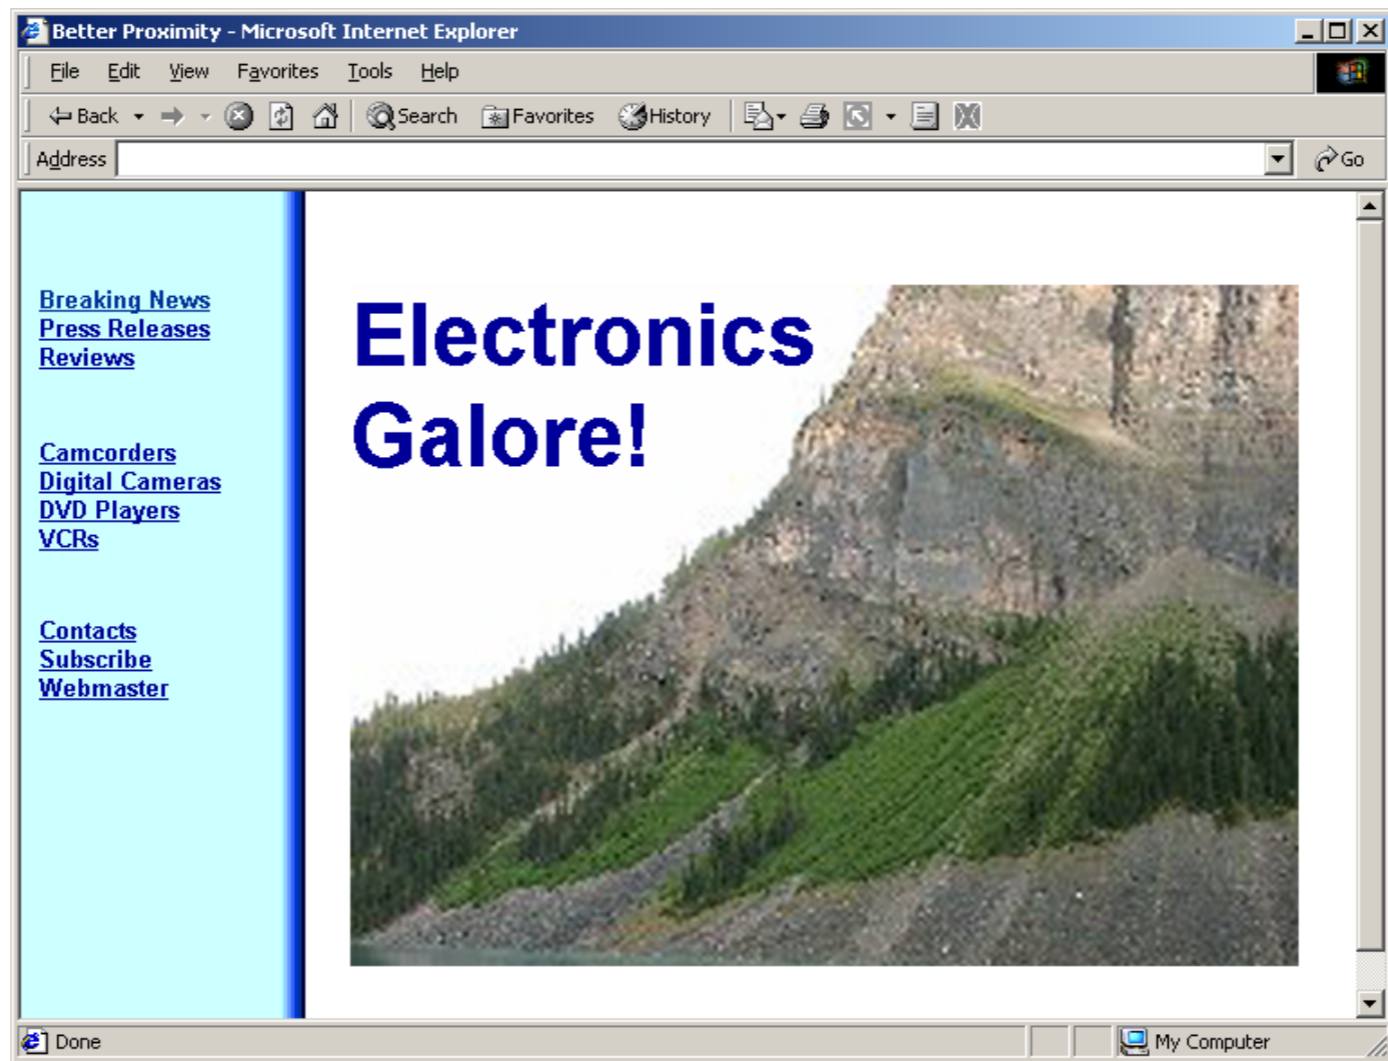 Better Proximity - Microsoft Internet Explorer
File Edit View Favorites Tools Help
Back Search Favorites History
Address Go
Breaking News
Press Releases
Reviews
Camcorders
Digital Cameras
DVD Players
VCRs
Contacts
Subscribe
Webmaster
Electronics
Galore!
Done My Computer